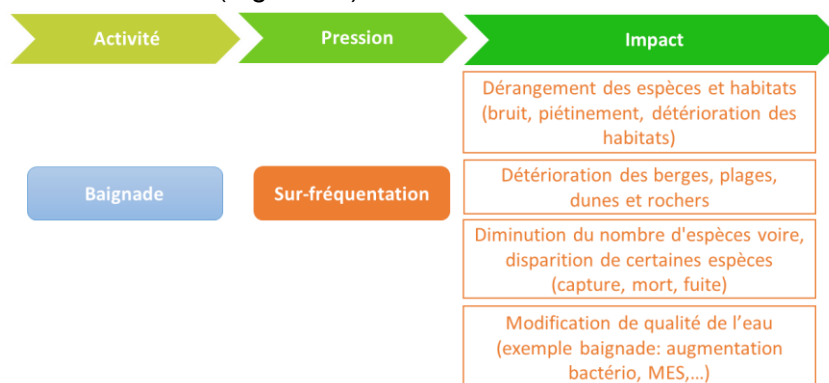 Activité
Pression
Impact
Dérangement des espèces et habitats
(bruit, piétinement, détérioration des
habitats)
Baignade
Sur-fréquentation
Détérioration des berges, plages,
dunes et rochers
Diminution du nombre d'espèces voire,
disparition de certaines espèces
(capture, mort, fuite)
Modification de qualité de l'eau
(exemple baignade: augmentation
bactério, MES,...)